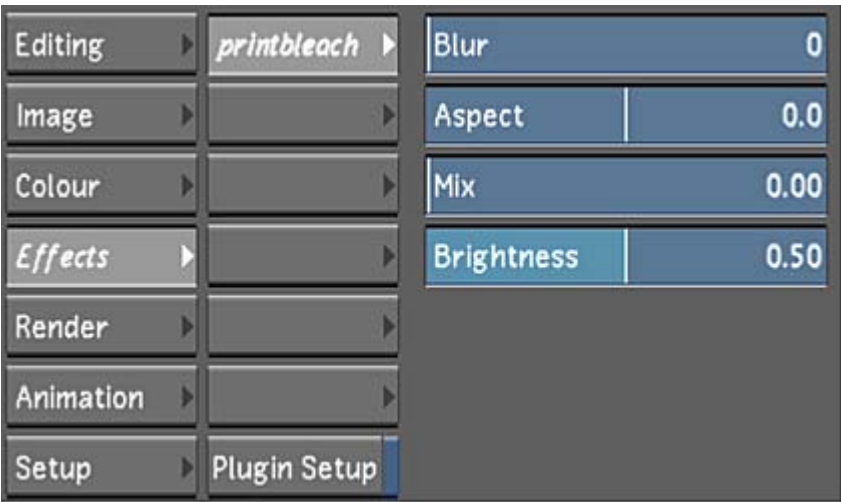 Editing
Image
Colour
Effects
Render
Animation
Setup
printbleach
Plugin Setup
Blur 0
Aspect 0.0
Mix 0.00
Brightness 0.50